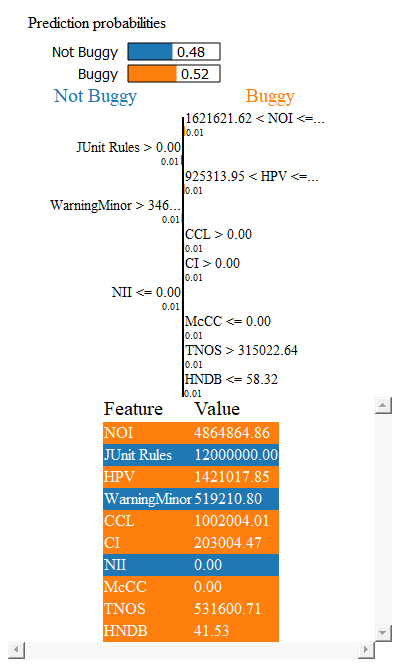 Prediction probabilities
Not Buggy 0.48
Buggy 0.52
Not Buggy Buggy
1621621.62 < NOI <=...
0.01
JUnit Rules > 0.00
0.01
925313.95 < HPV <=...
0.01
WarningMinor > 346...
0.01
CCL > 0.00
0.01
CI > 0.00
0.01
NII <= 0.00
0.01
McCC <= 0.00
0.01
TNOS > 315022.64
0.01
HNDB <= 58.32
0.01
Feature Value
NOI 4864864.86
JUnit Rules 12000000.00
HPV 1421017.85
WarningMinor 519210.80
CCL 1002004.01
CI 203004.47
NII 0.00
McCC 0.00
TNOS 531600.71
HNDB 41.53